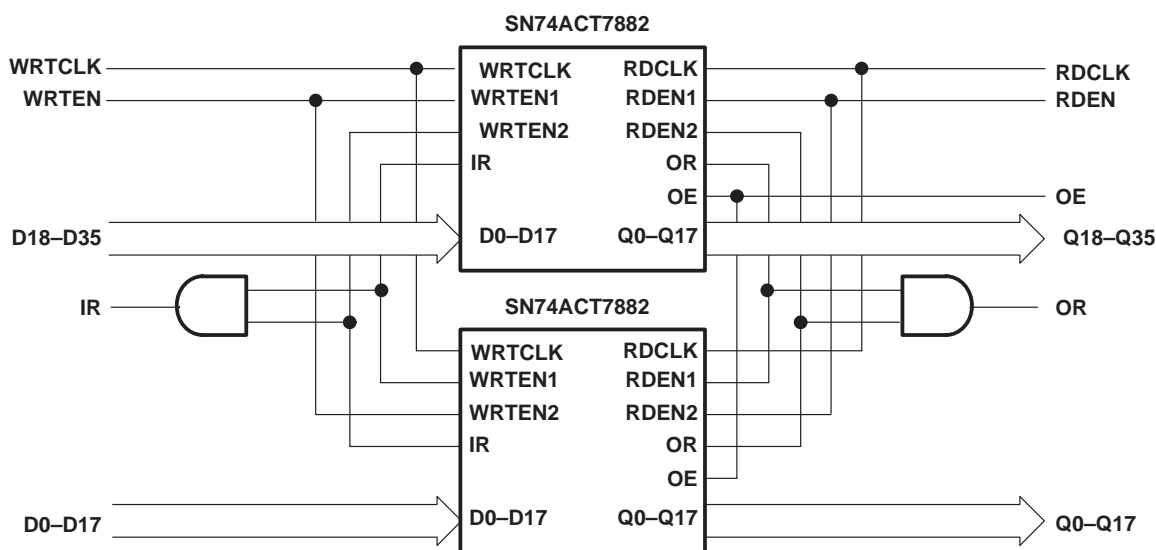 SN74ACT7882
WRTCLK
WRTEN
WRTCLK
WRTEN1
WRTEN2
IR
D0–D17
RDCLK
RDEN1
RDEN2
OR
OE
Q0–Q17
RDCLK
RDEN
OE
D18–D35
Q18–Q35
IR
OR
SN74ACT7882
WRTCLK
WRTEN1
WRTEN2
IR
D0–D17
RDCLK
RDEN1
RDEN2
OR
OE
Q0–Q17
D0–D17
Q0–Q17